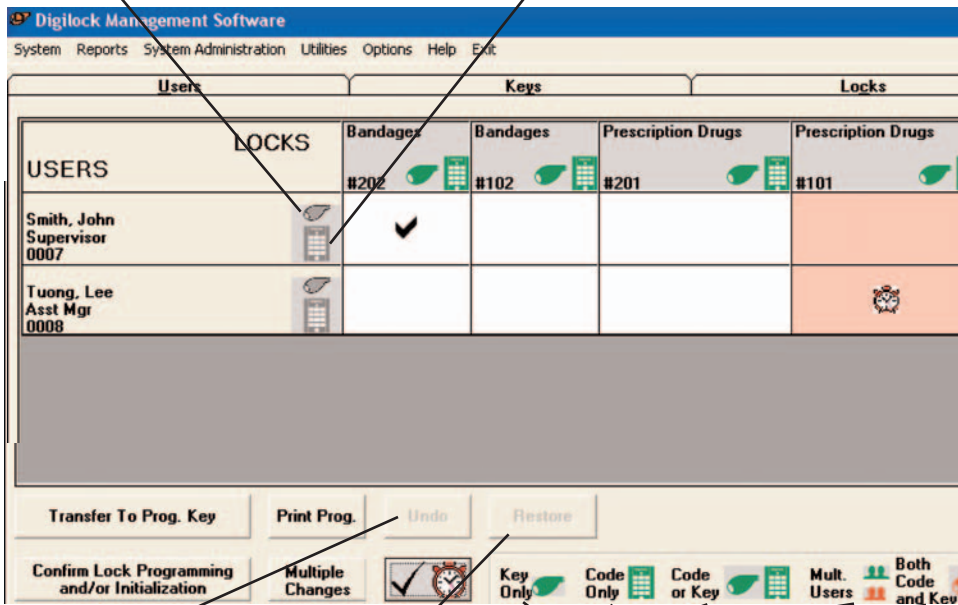 Digilock Management Software
System Reports System Administration Utilities Options Help Exit
Users Keys Locks
LOCKS
USERS
Bandages
#202
Bandages
#102
Prescription Drugs
#201
Prescription Drugs
#101
Smith, John
Supervisor
0007
Tuong, Lee
Asst Mgr
0008
Transfer To Prog. Key
Print Prog.
Undo
Restore
Confirm Lock Programming
and/or Initialization
Multiple
Changes
Key
Only
Code
Only
Code
or Key
Mult.
Users
Both
Code
and Key